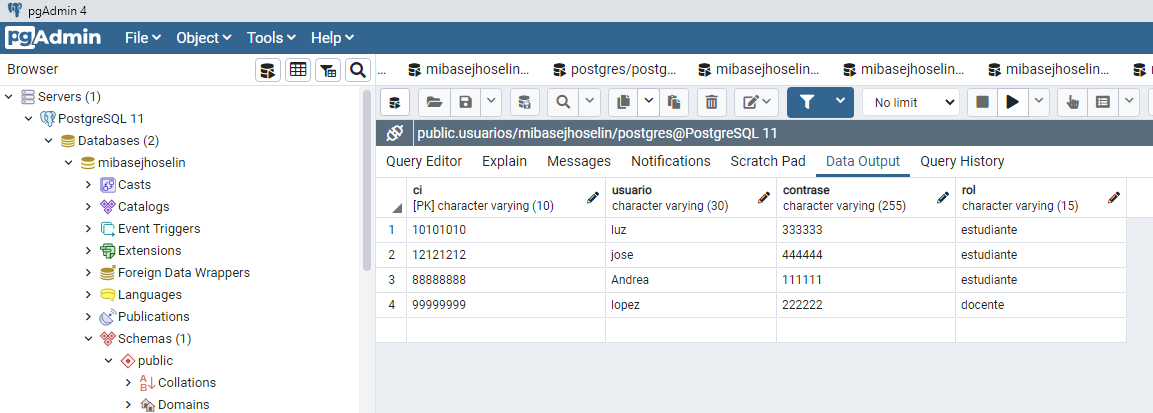 pgAdmin 4
pgAdmin File Object Tools Help
Browser
... mibasejhoselin... postgres/postg... mibasejhoselin... mibasejhoselin... mibasejhoselin...
No limit
public.usuarios/mibasejhoselin/postgres@PostgreSQL 11
Query Editor Explain Messages Notifications Scratch Pad Data Output Query History
Servers (1)
PostgreSQL 11
Databases (2)
mibasejhoselin
Casts
Catalogs
Event Triggers
Extensions
Foreign Data Wrappers
Languages
Publications
Schemas (1)
public
Collations
Domains
ci usuario contrase rol
[PK] character varying (10) character varying (30) character varying (255) character varying (15)
1 10101010 luz 333333 estudiante
2 12121212 jose 444444 estudiante
3 88888888 Andrea 111111 estudiante
4 99999999 lopez 222222 docente